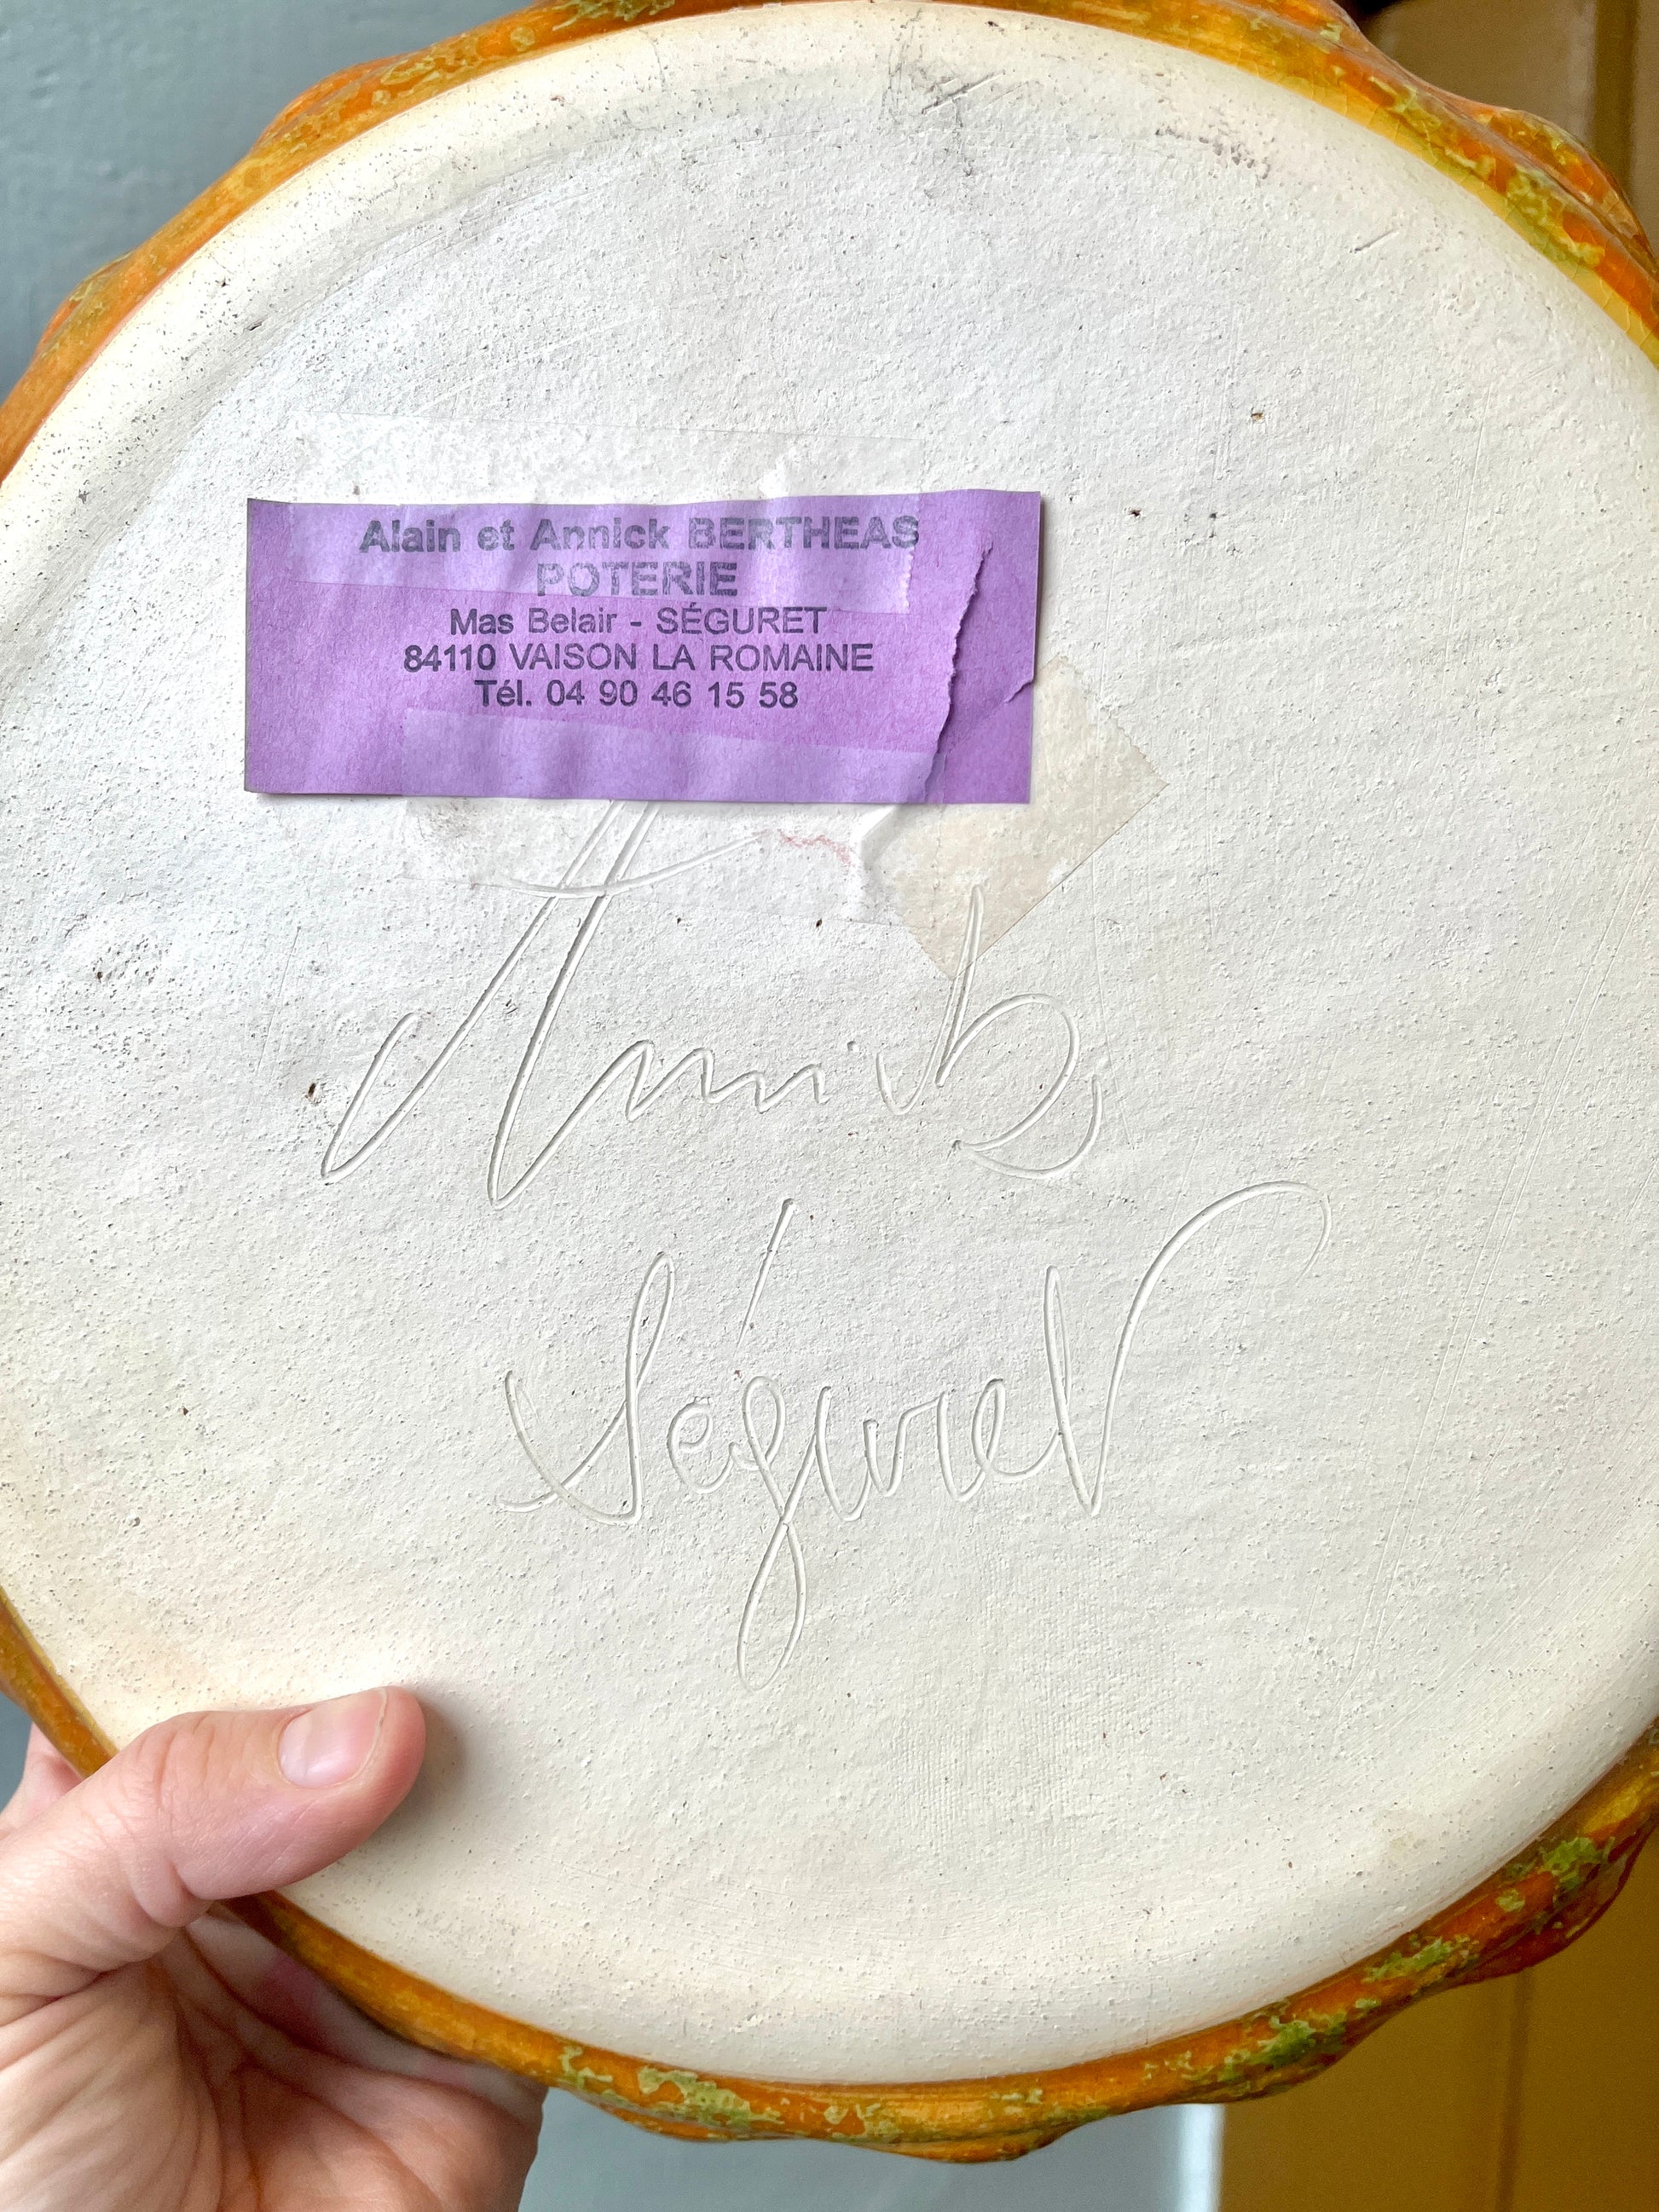 Alain et Annick BERTHEAS
POTERIE
Mas Belair - SÉGURET
84110 VAISON LA ROMAINE
Tél. 04 90 46 15 58
Annick
Séguret